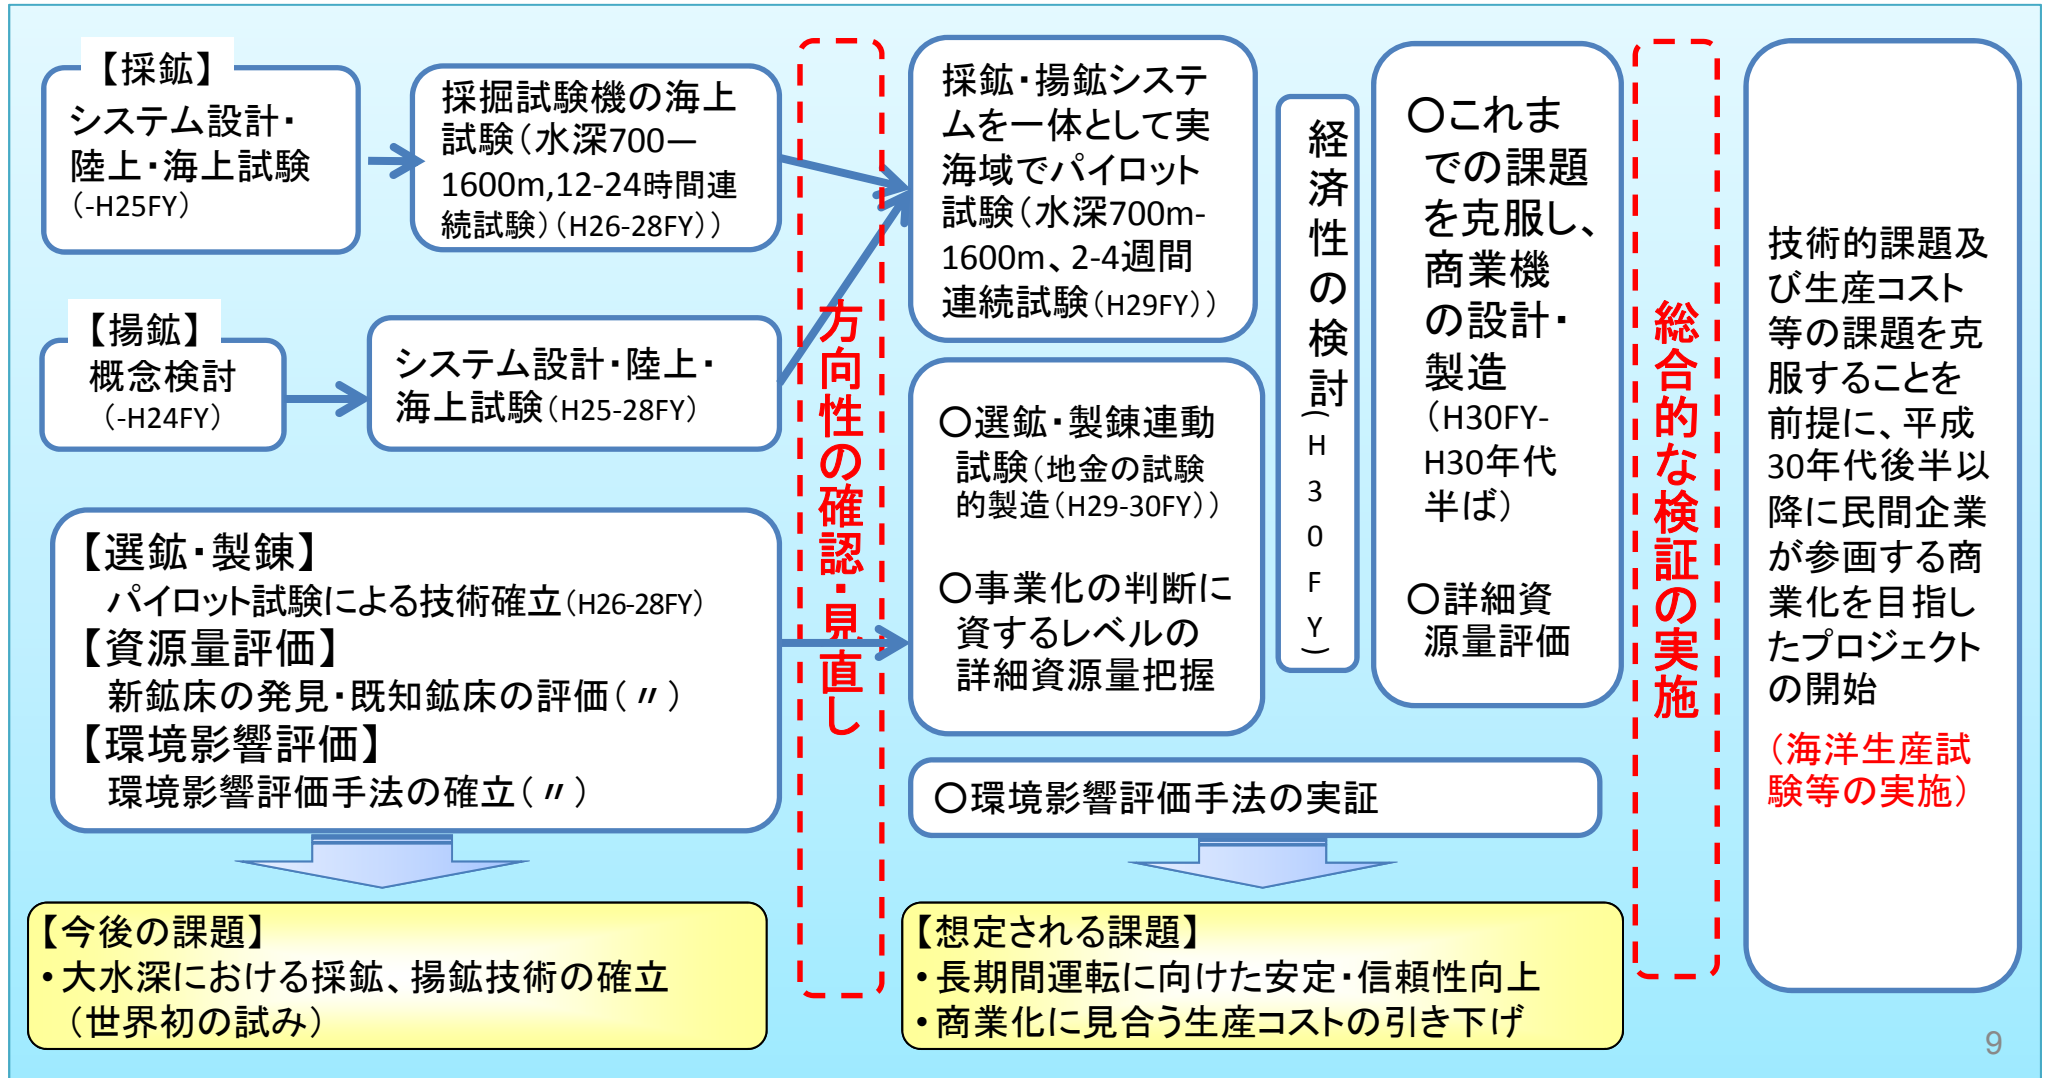 【採鉱】
システム設計・
陸上・海上試験
（-H25FY）
採掘試験機の海上
試験（水深700―
1600m,12-24時間連
続試験）（H26-28FY））
【揚鉱】
概念検討
（-H24FY）
システム設計・陸上・
海上試験（H25-28FY）
【選鉱・製錬】
パイロット試験による技術確立（H26-28FY）
【資源量評価】
新鉱床の発見・既知鉱床の評価（〃）
【環境影響評価】
環境影響評価手法の確立（〃）
方向性の確認・見直し
採鉱・揚鉱システ
ムを一体として実
海域でパイロット
試験（水深700m-
1600m、2-4週間
連続試験（H29FY））
○選鉱・製錬連動
試験（地金の試験
的製造（H29-30FY））
○事業化の判断に
資するレベルの
詳細資源量把握
経済性の検討（H30FY）
○これま
での課題
を克服し、
商業機
の設計・
製造
（H30FY-
H30年代
半ば）
○詳細資
源量評価
○環境影響評価手法の実証
総合的な検証の実施
技術的課題及
び生産コスト
等の課題を克
服することを
前提に、平成
30年代後半以
降に民間企業
が参画する商
業化を目指し
たプロジェクト
の開始
（海洋生産試
験等の実施）
【今後の課題】
・大水深における採鉱、揚鉱技術の確立
（世界初の試み）
【想定される課題】
・長期間運転に向けた安定・信頼性向上
・商業化に見合う生産コストの引き下げ
9